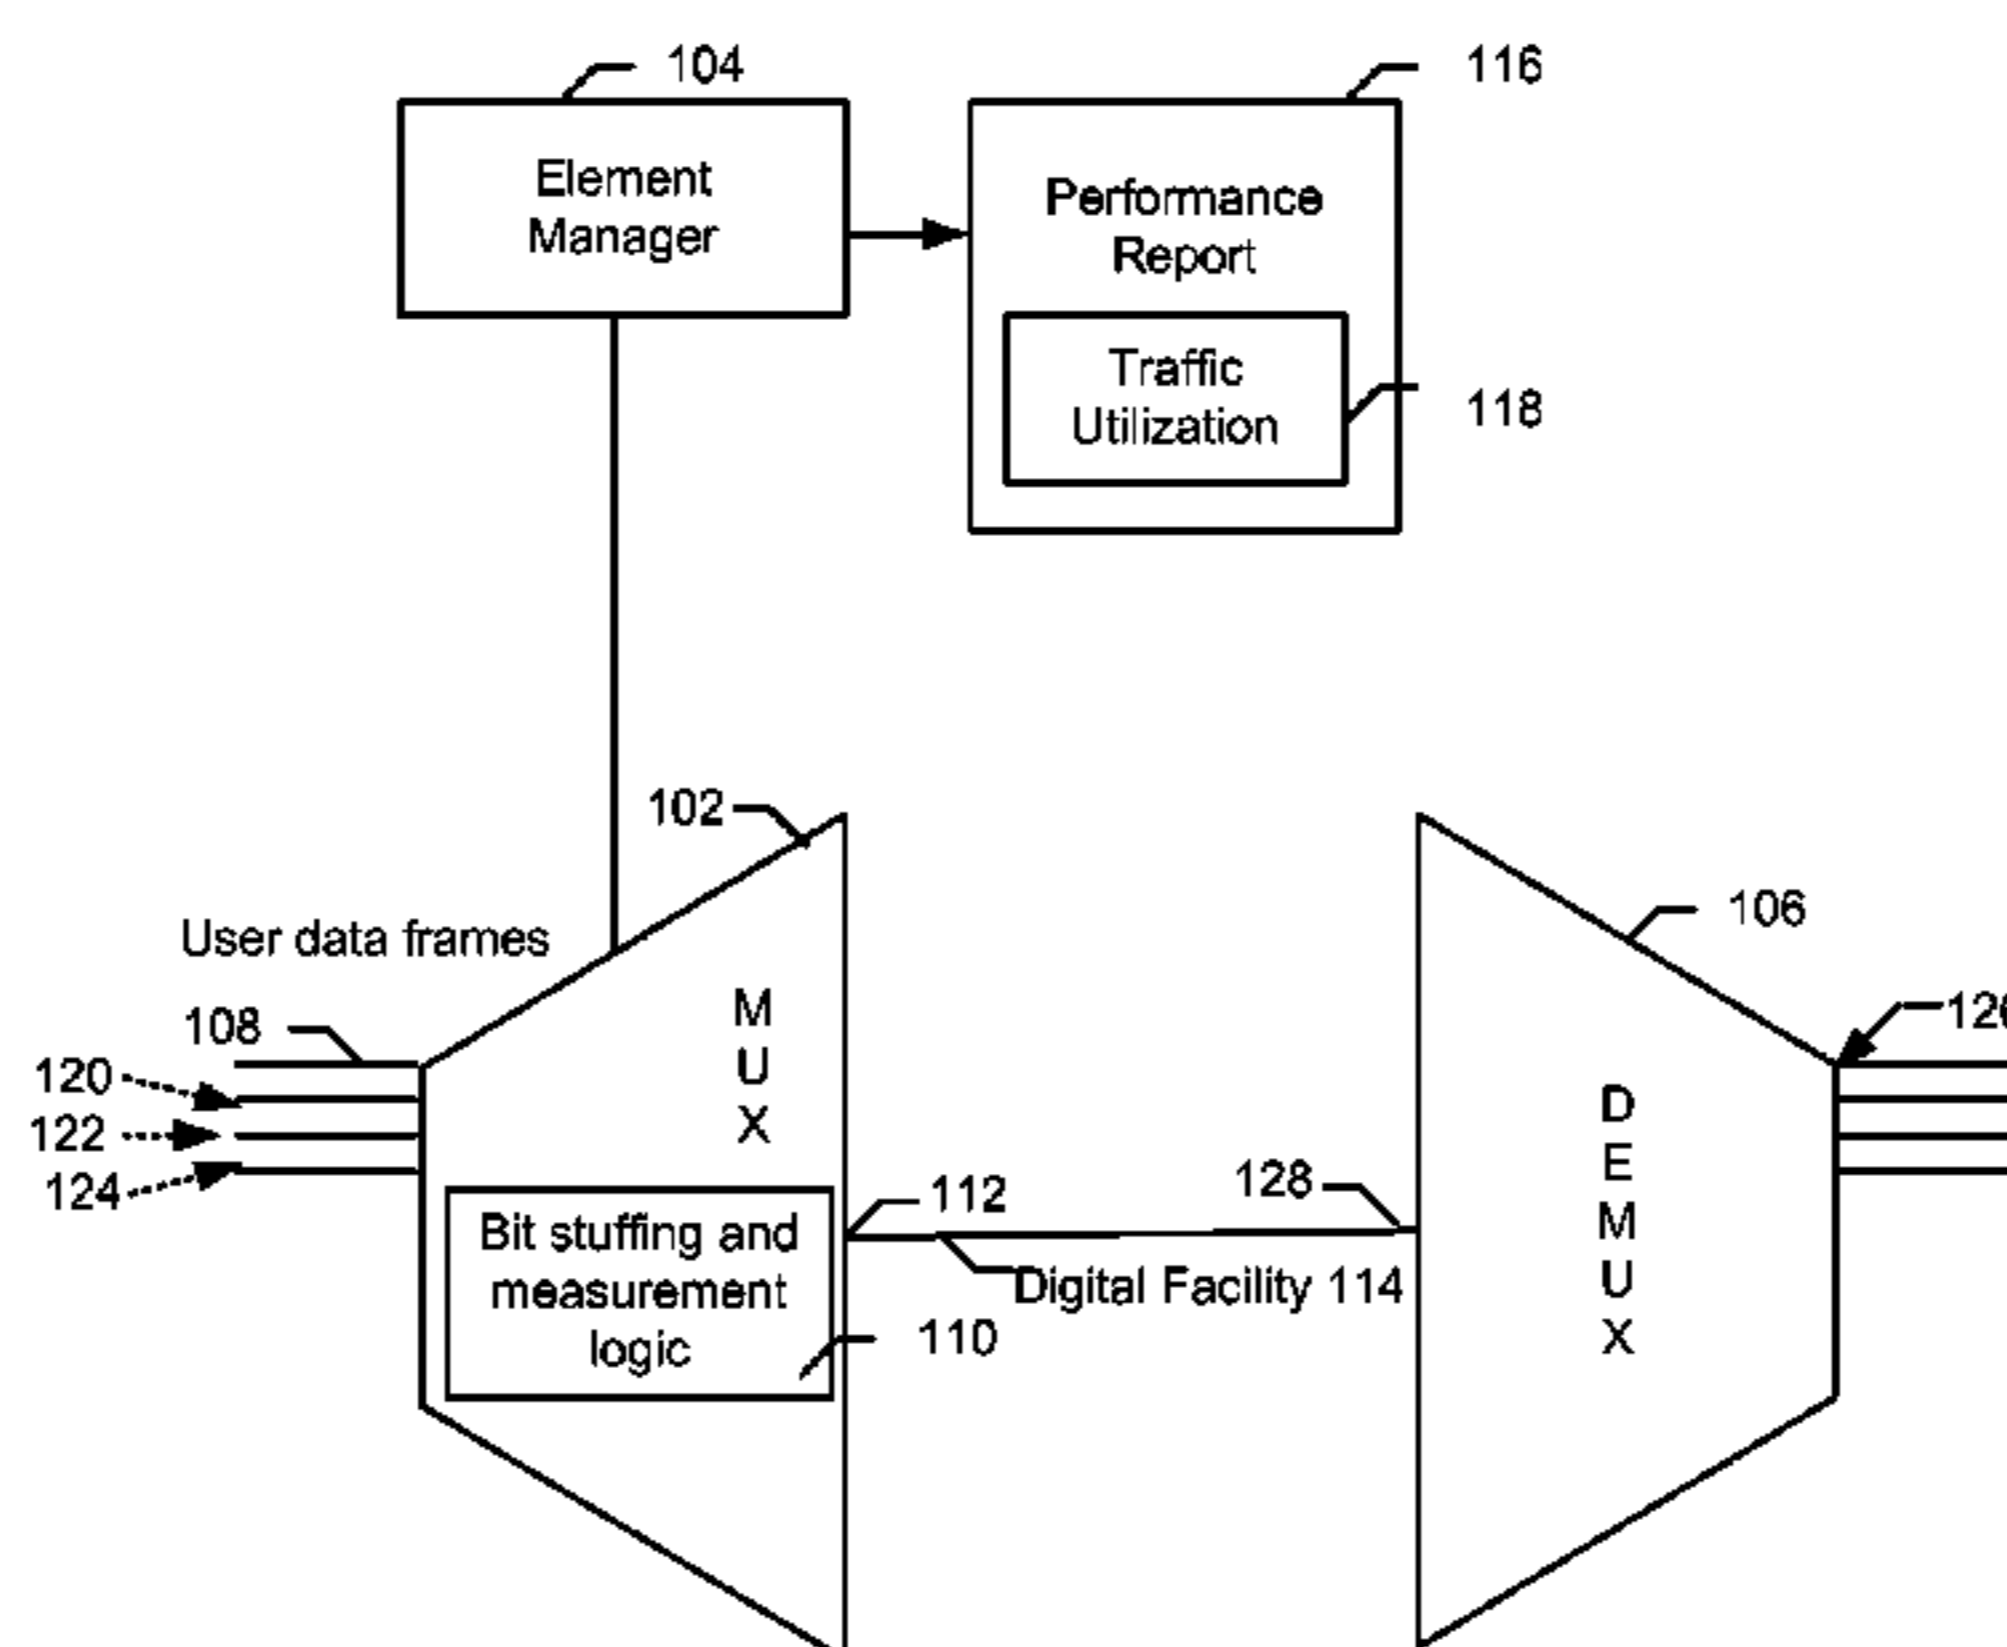 104
116
Element
Manager
Performance
Report
Traffic
Utilization
118
102
106
User data frames
M
U
X
108
120
122
124
D
E
M
U
X
112
128
Bit stuffing and
measurement
logic
Digital Facility 114
110